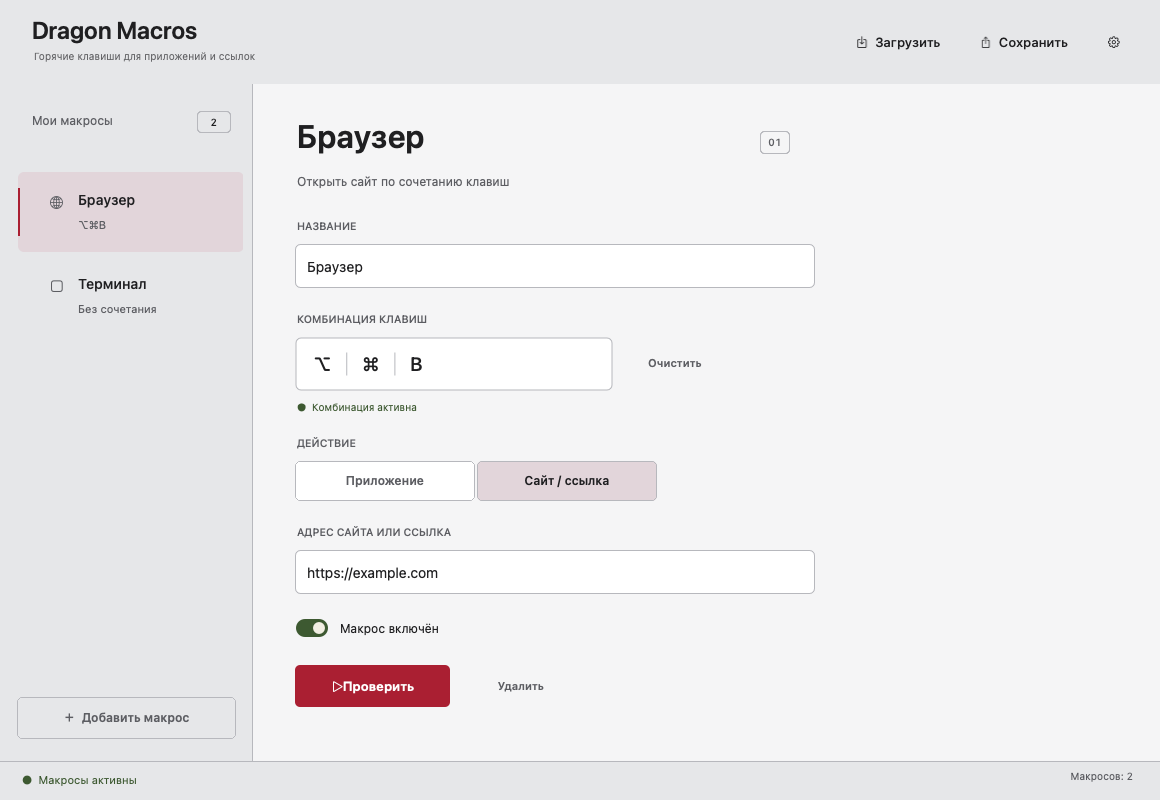 Dragon Macros
Горячие клавиши для приложений и ссылок
Загрузить
Сохранить
Мои макросы
2
Браузер
⌥⌘B
Терминал
Без сочетания
+ Добавить макрос
Браузер
01
Открыть сайт по сочетанию клавиш
НАЗВАНИЕ
Браузер
КОМБИНАЦИЯ КЛАВИШ
⌥ ⌘ B
Очистить
Комбинация активна
ДЕЙСТВИЕ
Приложение
Сайт / ссылка
АДРЕС САЙТА ИЛИ ССЫЛКА
https://example.com
Макрос включён
Проверить
Удалить
Макросы активны
Макросов: 2